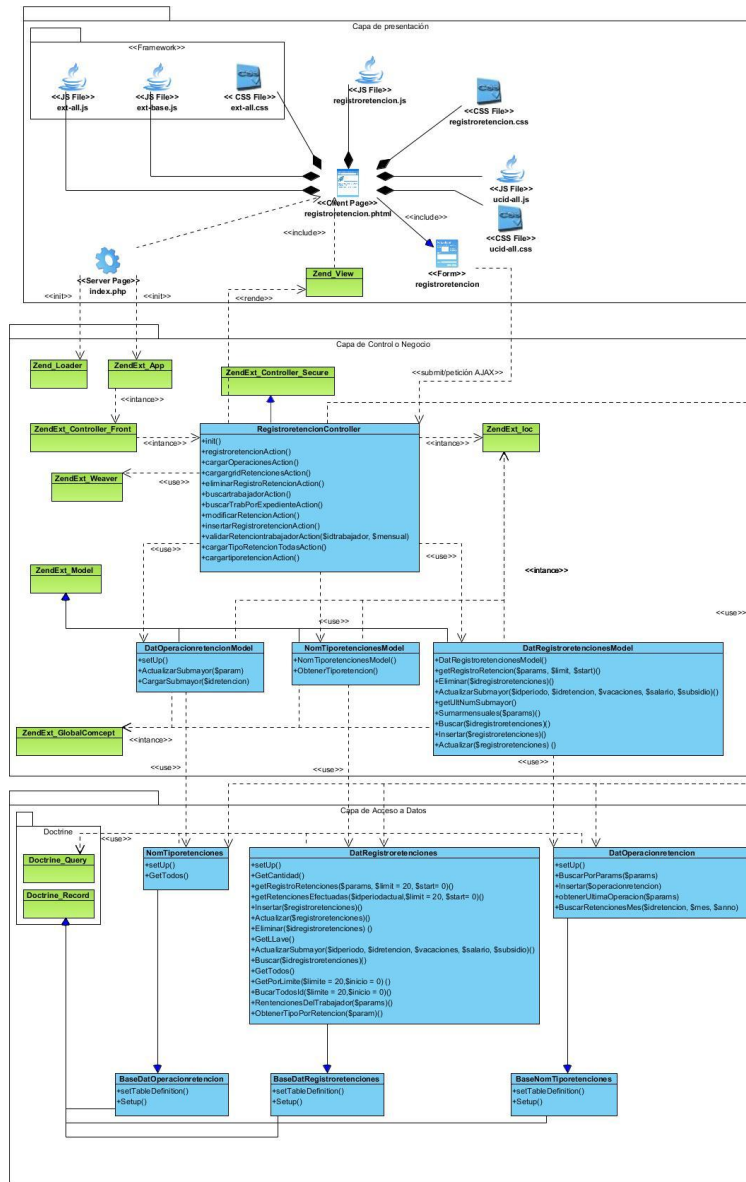 Capa de presentación
<<Framework>>
<<JS File>>
ext-all.js
<<JS File>>
ext-base.js
<< CSS File>>
ext-all.css
<<JS File>>
registroretencion.js
<<CSS File>>
registroretencion.css
<<JS File>>
ucid-all.js
<<CSS File>>
ucid-all.css
<<Client Page>>
registroretencion.phtml
<<include>>
<<include>>
<<Server Page>>
index.php
<<Form>>
registroretencion
Zend_View
<<init>>
<<init>>
<<rende>>
Capa de Control o Negocio
Zend_Loader
ZendExt_App
ZendExt_Controller_Secure
<<submit/petición AJAX>>
<<intance>>
ZendExt_Controller_Front
<<intance>>
RegistroretencionController
+init()
+registroretencionAction()
+cargarOperacionesAction()
+cargargridRetencionesAction()
+eliminarRegistroRetencionAction()
+buscartrabajadorAction()
+buscarTrabPorExpedienteAction()
+modificarRetencionAction()
+insertarRegistroretencionAction()
+validarRetenciontrabajadorAction($idtrabajador, $mensual)
+cargarTipoRetencionTodasAction()
+cargartiporetencionAction()
<<intance>>
ZendExt_Ioc
ZendExt_Weaver
<<use>>
<<use>>
<<use>>
ZendExt_Model
<<intance>>
<<use>>
<<use>>
DatOperacionretencionModel
+setUp()
+ActualizarSubmayor($param)
+CargarSubmayor($idretencion)
NomTiporetencionesModel
+NomTiporetencionesModel()
+ObtenerTiporetencion()
DatRegistroretencionesModel
+DatRegistroretencionesModel()
+getRegistroRetencion($params, $limit, $start)()
+Eliminar($idregistroretenciones)()
+ActualizarSubmayor($idperiodo, $idretencion, $vacaciones, $salario, $subsidio)()
+getUltNumSubmayor()
+Sumarmensuales($params)()
+Buscar($idregistroretenciones)()
+Insertar($registroretenciones)()
+Actualizar($registroretenciones) ()
ZendExt_GlobalComcept
<<intance>>
<<use>>
<<use>>
<<use>>
Capa de Acceso a Datos
Doctrine
<<use>>
Doctrine_Query
Doctrine_Record
NomTiporetenciones
+setUp()
+GetTodos()
DatRegistroretenciones
+setUp()
+GetCantidad()
+getRegistroRetenciones($params, $limit = 20, $start= 0)()
+getRetencionesEfectuadas($idperiodactual,$limit = 20, $start= 0)()
+Insertar($registroretenciones)()
+Actualizar($registroretenciones)()
+Eliminar ($idregistroretenciones) ()
+GetLLave()
+ActualizarSubmayor($idperiodo, $idretencion, $vacaciones, $salario, $subsidio)()
+Buscar($idregistroretenciones)()
+GetTodos()
+GetPorLimite($limite = 20,$inicio = 0) ()
+BucarTodosId($limite = 20,$inicio = 0)()
+RentencionesDelTrabajador($params)()
+ObtenerTipoPorRetencion($param)()
DatOperacionretencion
+setUp()
+BuscarPorParams($params)
+Insertar($operacionretencion)
+obtenerUltimaOperacion($params)
+BuscarRetencionesMes($idretencion, $mes, $anno)
BaseDatOperacionretencion
+setTableDefinition()
+Setup()
BaseDatRegistroretenciones
+setTableDefinition()
+Setup()
BaseNomTiporetenciones
+setTableDefinition()
+Setup()